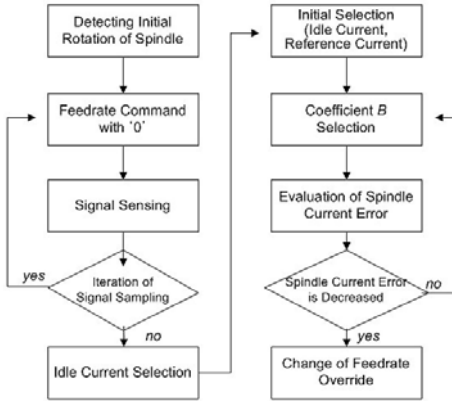 Detecting Initial
Rotation of Spindle
Feedrate Command
with '0'
Signal Sensing
yes
Iteration of
Signal Sampling
no
Idle Current Selection
Initial Selection
(Idle Current,
Reference Current)
Coefficient B
Selection
Evaluation of Spindle
Current Error
Spindle Current Error
is Decreased
no
yes
Change of Feedrate
Override